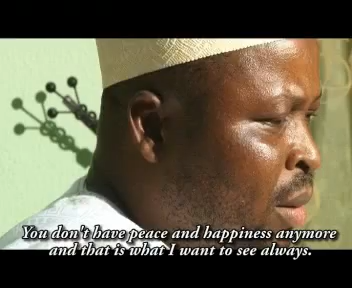 You don't have peace and happiness anymore
and that is what I want to see always.